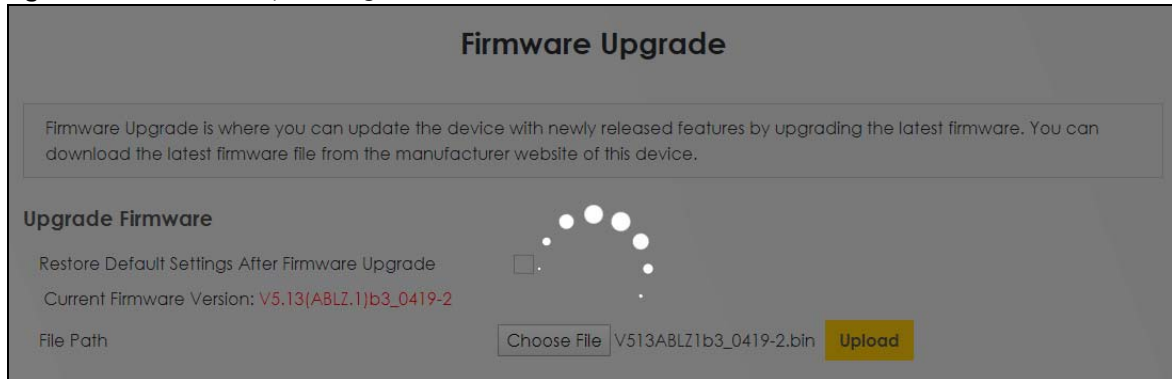 Firmware Upgrade
Firmware Upgrade is where you can update the device with newly released features by upgrading the latest firmware. You can
download the latest firmware file from the manufacturer website of this device.
Upgrade Firmware
Restore Default Settings After Firmware Upgrade
Current Firmware Version: V5.13(ABLZ.1)b3_0419-2
File Path Choose File V513ABLZ1b3_0419-2.bin Upload